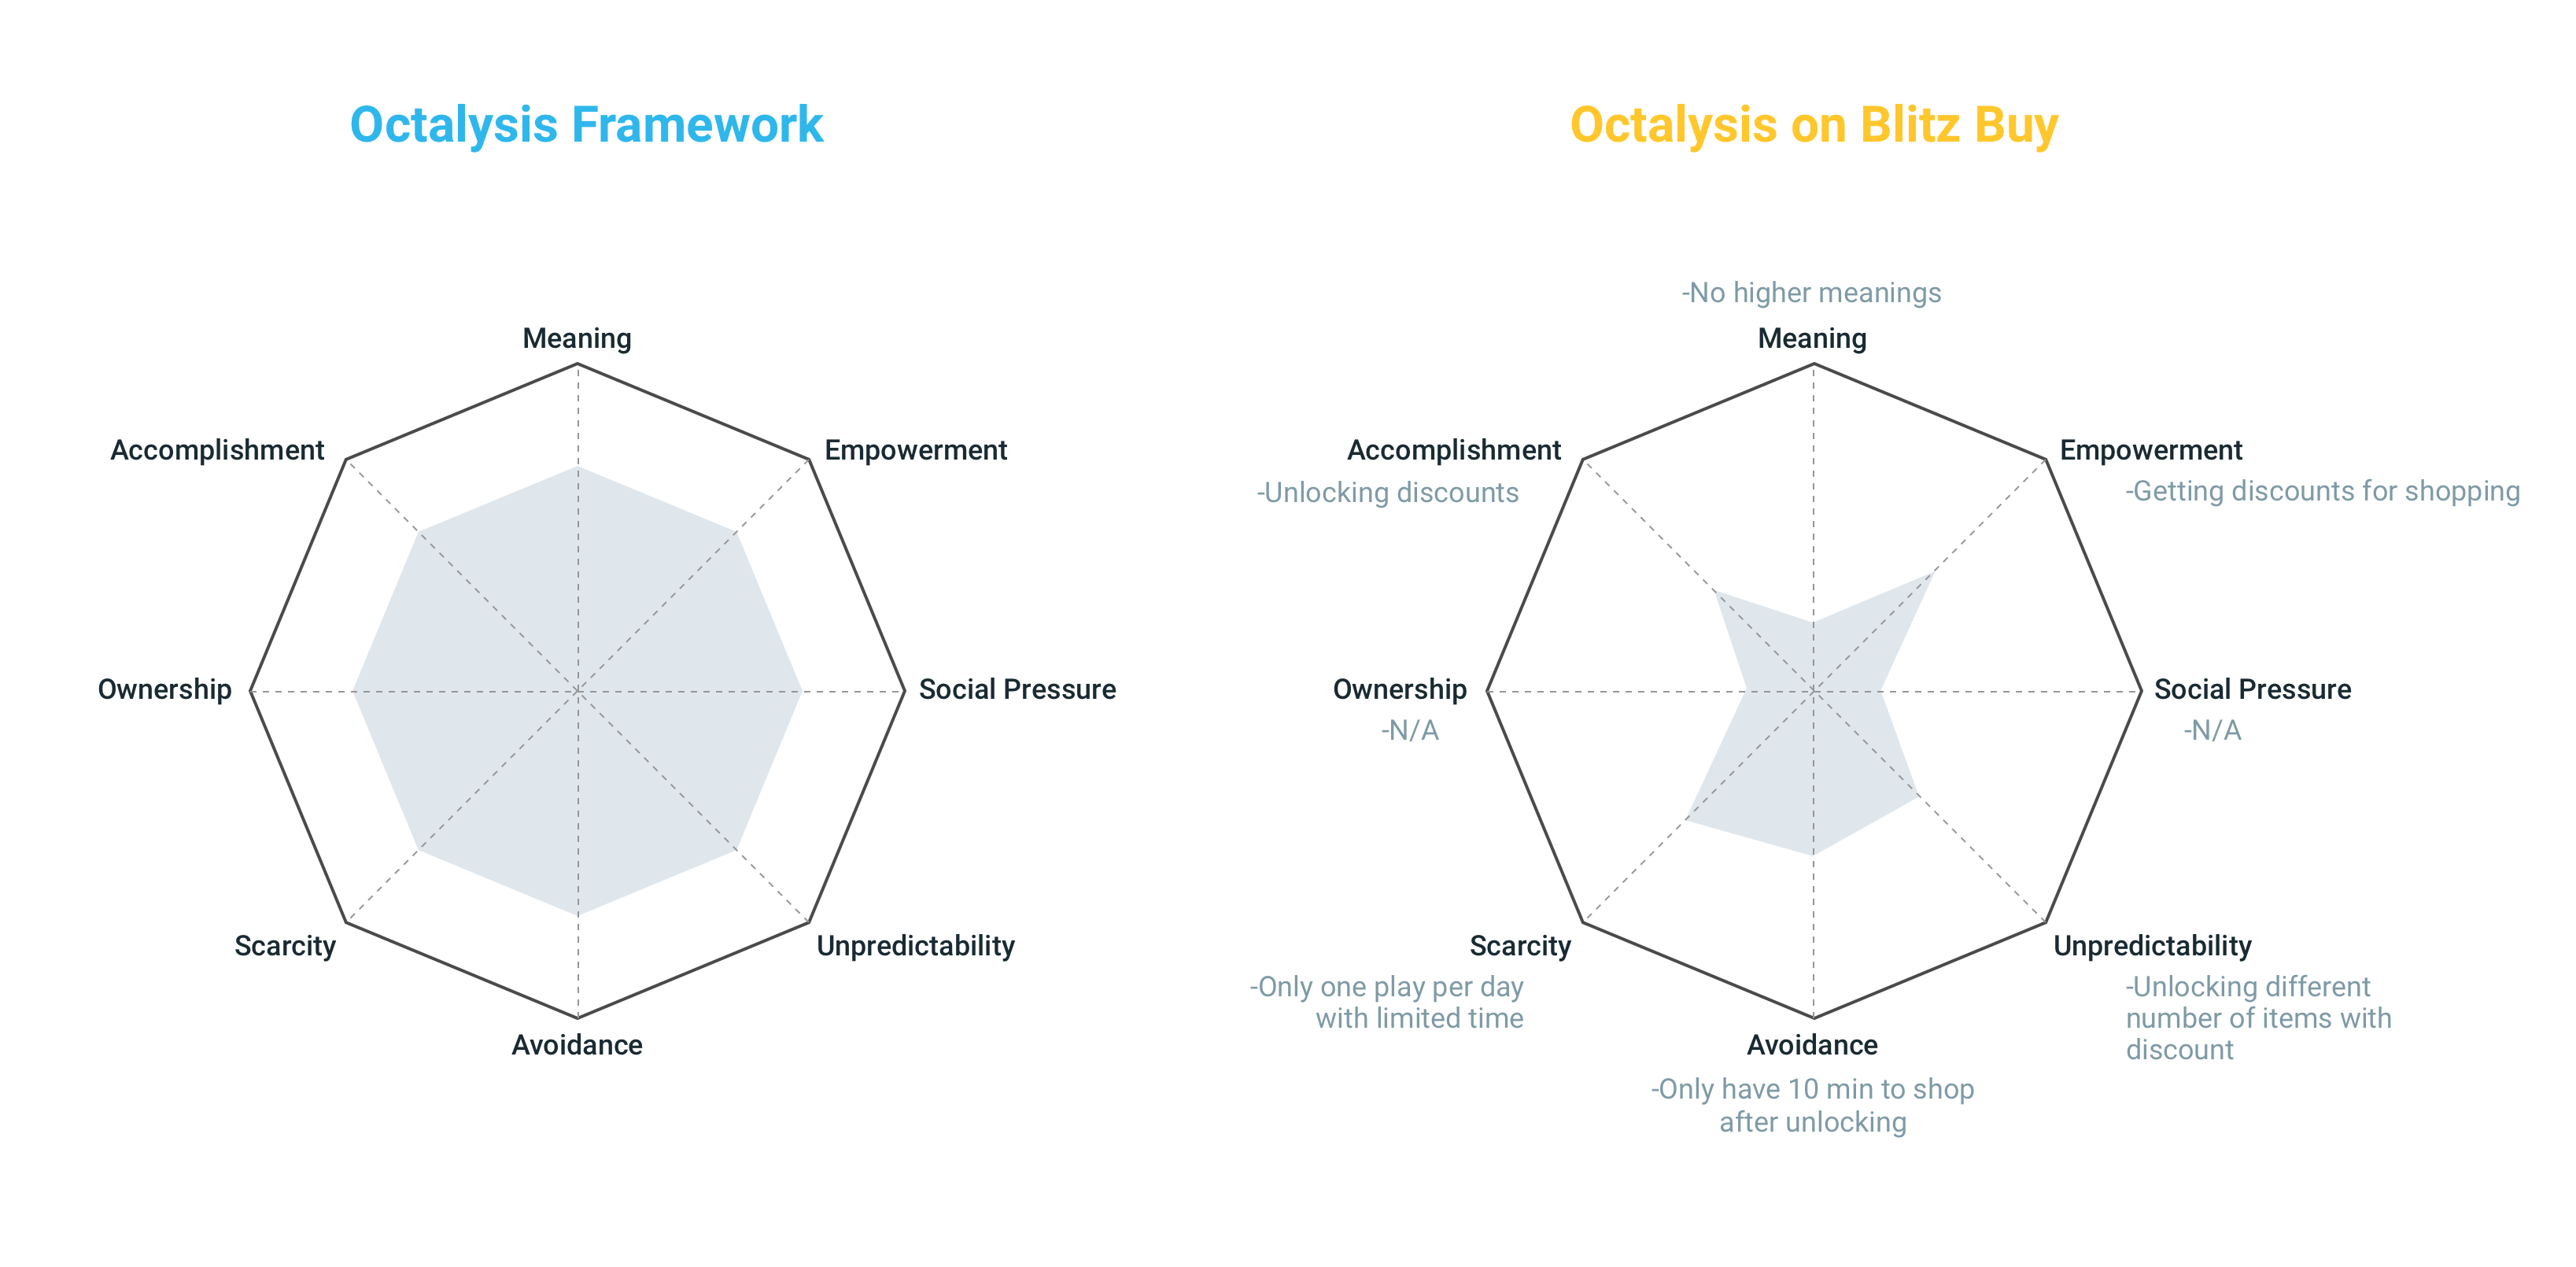 Octalysis Framework
Meaning
Accomplishment
Empowerment
Ownership
Social Pressure
Scarcity
Unpredictability
Avoidance
Octalysis on Blitz Buy
-No higher meanings
Meaning
Accomplishment
-Unlocking discounts
Empowerment
-Getting discounts for shopping
Ownership
-N/A
Social Pressure
-N/A
Scarcity
-Only one play per day
with limited time
Unpredictability
-Unlocking different
number of items with
discount
Avoidance
-Only have 10 min to shop
after unlocking